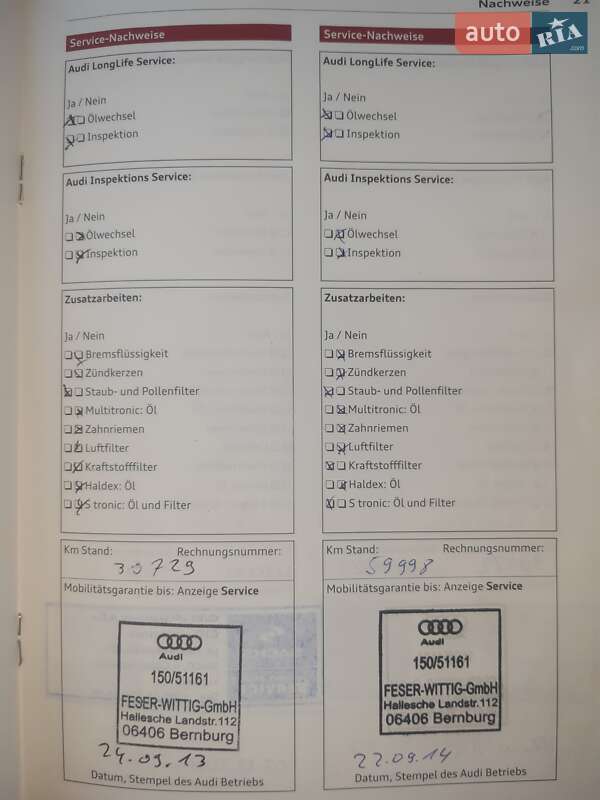 Nachweise 21
auto RIA .com
Service-Nachweise
Audi LongLife Service:
Ja / Nein
Ölwechsel
Inspektion
Audi Inspektions Service:
Ja / Nein
Ölwechsel
Inspektion
Zusatzarbeiten:
Ja / Nein
Bremsflüssigkeit
Zündkerzen
Staub- und Pollenfilter
Multitronic: Öl
Zahnriemen
Luftfilter
Kraftstofffilter
Haldex: Öl
S tronic: Öl und Filter
Km Stand: Rechnungsnummer:
30729
Mobilitätsgarantie bis: Anzeige Service
Audi
150/51161
FESER-WITTIG-GmbH
Hallesche Landstr.112
06406 Bernburg
24.09.13
Datum, Stempel des Audi Betriebs
Service-Nachweise
Audi LongLife Service:
Ja / Nein
Ölwechsel
Inspektion
Audi Inspektions Service:
Ja / Nein
Ölwechsel
Inspektion
Zusatzarbeiten:
Ja / Nein
Bremsflüssigkeit
Zündkerzen
Staub- und Pollenfilter
Multitronic: Öl
Zahnriemen
Luftfilter
Kraftstofffilter
Haldex: Öl
S tronic: Öl und Filter
Km Stand: Rechnungsnummer:
59998
Mobilitätsgarantie bis: Anzeige Service
Audi
150/51161
FESER-WITTIG-GmbH
Hallesche Landstr.112
06406 Bernburg
22.09.14
Datum, Stempel des Audi Betriebs